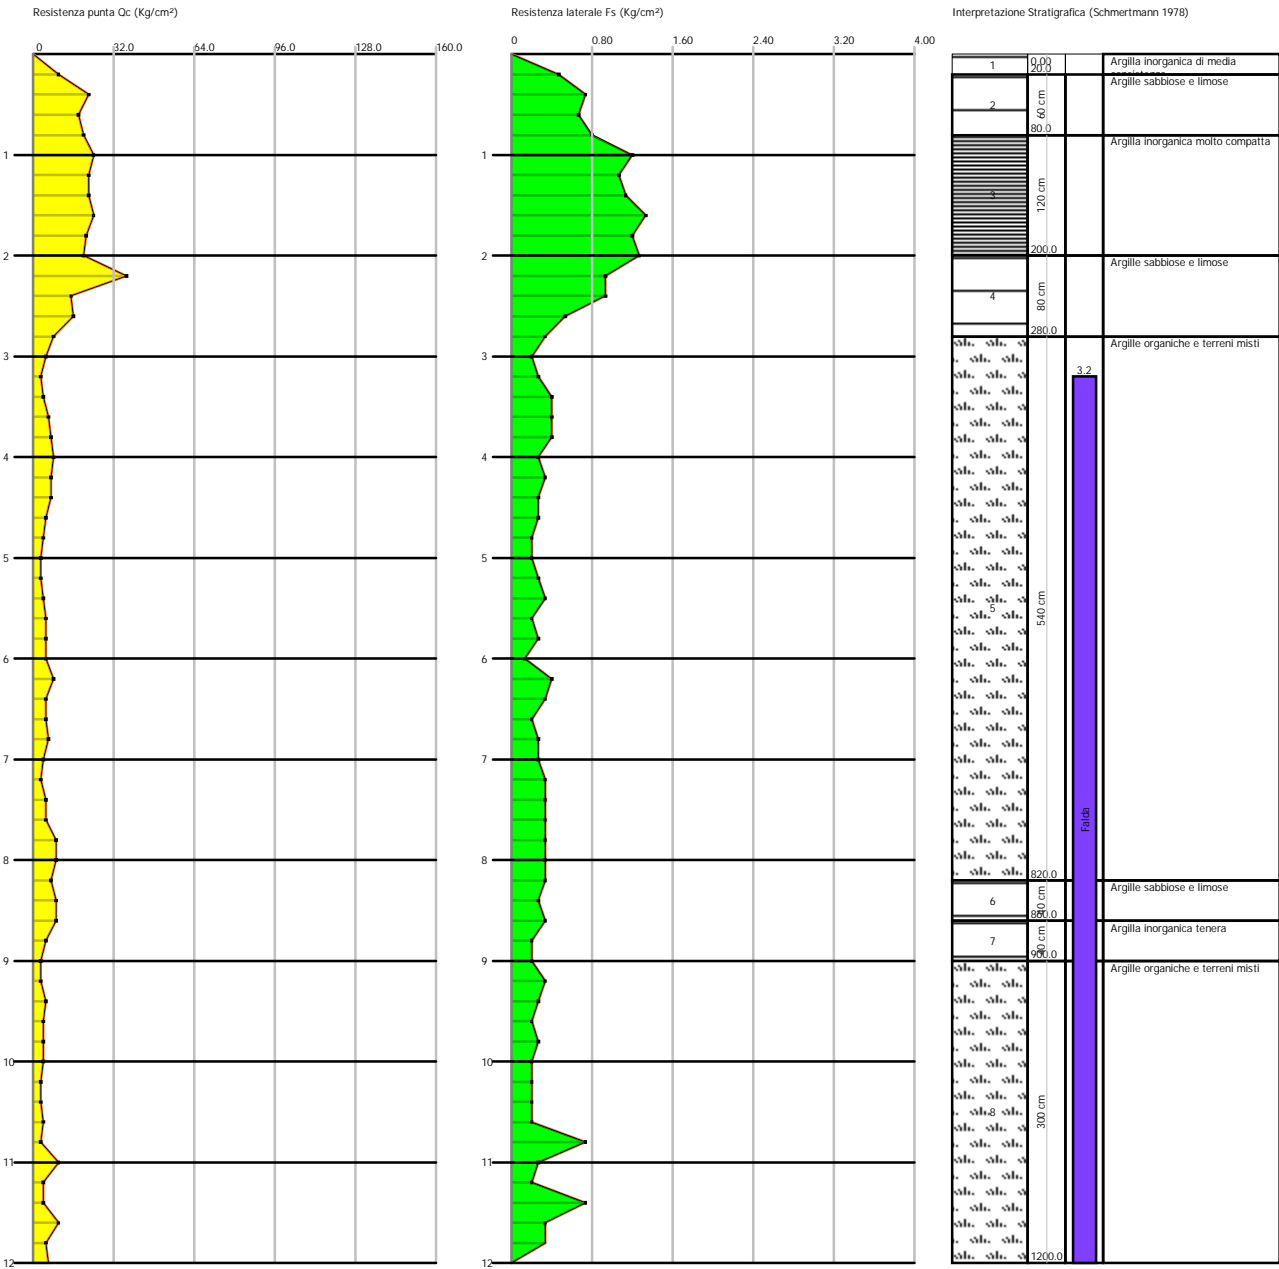 Resistenza punta Qc (Kg/cm²)
0 32.0 64.0 96.0 128.0 160.0
1
2
3
4
5
6
7
8
9
10
11
12
Resistenza laterale Fs (Kg/cm²)
0 0.80 1.60 2.40 3.20 4.00
1
2
3
4
5
6
7
8
9
10
11
12
Interpretazione Stratigrafica (Schmertmann 1978)
1
0.00
20.0
Argilla inorganica di media
2
60 cm
80.0
Argille sabbiose e limose
3
120 cm
200.0
Argilla inorganica molto compatta
4
80 cm
280.0
Argille sabbiose e limose
5
540 cm
820.0
Argille organiche e terreni misti
3.2
Falda
6
860.0
Argille sabbiose e limose
7
900.0
Argilla inorganica tenera
8
300 cm
1200.0
Argille organiche e terreni misti